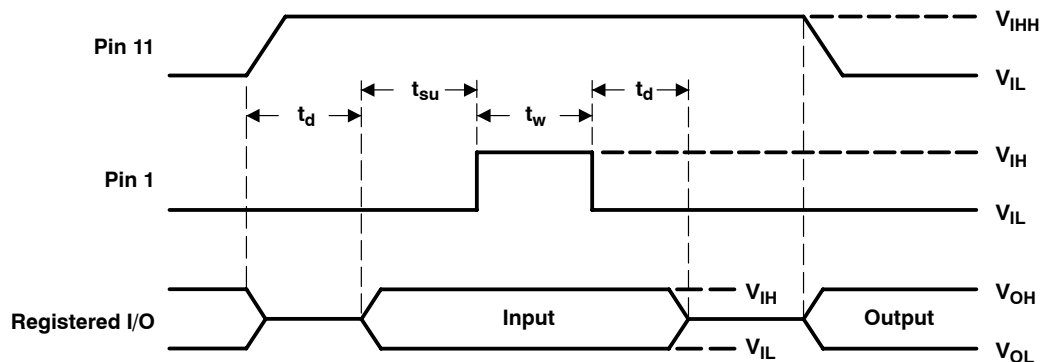 V_IHH
Pin 11
V_IL
t_su t_d
t_d t_w
V_IH
Pin 1
V_IL
V_IH V_OH
Registered I/O Input Output
V_IL V_OL